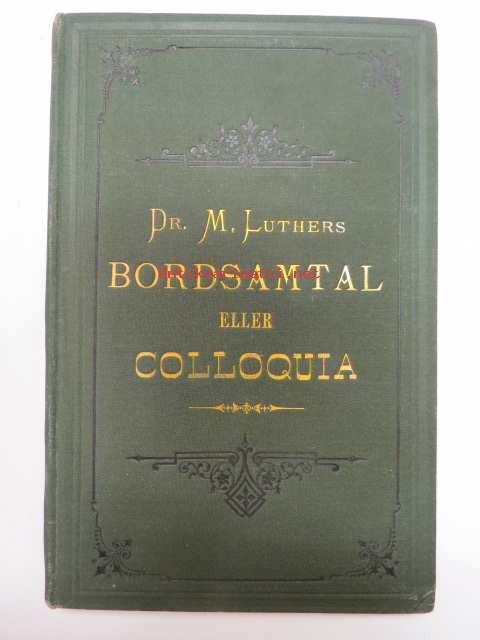 Dr. M. Luthers
BORDSAMTAL
ELLER
COLLOQUIA